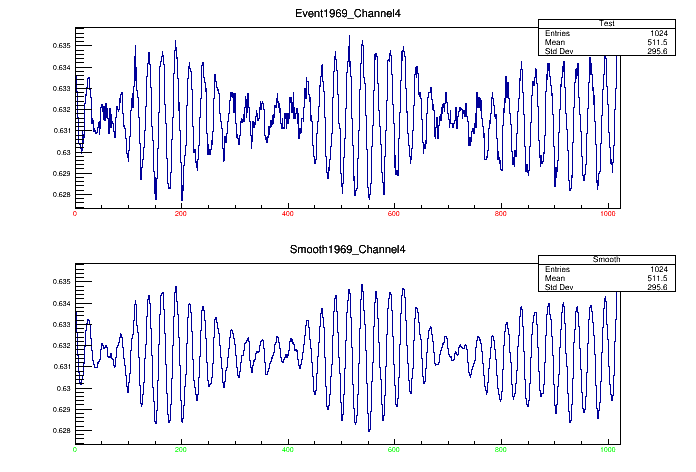 Event1969_Channel4
Test
Entries 1024
Mean 511.5
Std Dev 295.6
0.635
0.634
0.633
0.632
0.631
0.63
0.629
0.628
0 200 400 600 800 1000
Smooth1969_Channel4
Smooth
Entries 1024
Mean 511.5
Std Dev 295.6
0.635
0.634
0.633
0.632
0.631
0.63
0.629
0.628
0 200 400 600 800 1000